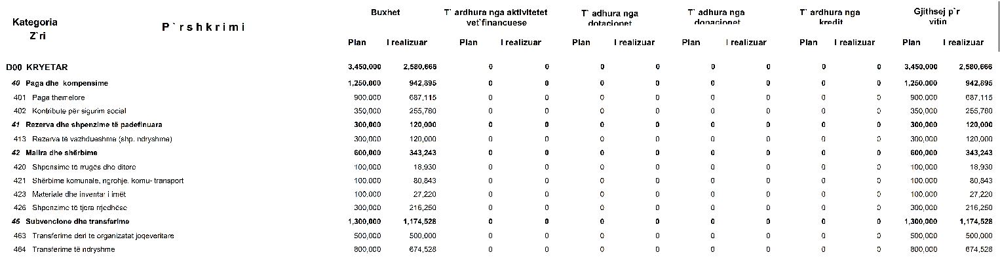 Kategoria Z`ri P`rshkrimi Buxhet T` ardhura nga aktivitetet vet`financuese T` adhura nga dotacionet T` adhura nga donacionet T` ardhura nga kredit Gjithsej p`r vitin
Plan I realizuar Plan I realizuar Plan I realizuar Plan I realizuar Plan I realizuar Plan I realizuar
D00 KRYETAR 3,450,000 2,580,666 0 0 0 0 0 0 0 0 3,450,000 2,580,666
40 Paga dhe kompensime 1,250.000 942,895 0 0 0 0 0 0 0 0 1,250.000 942,895
401 Paga themelore 900.000 687,115 0 0 0 0 0 0 0 0 900.000 687,115
402 Kontribute për sigurim social 350,000 255,780 0 0 0 0 0 0 0 0 350,000 255,780
41 Rezerva dhe shpenzime të padefinuara 300,000 120,000 0 0 0 0 0 0 0 0 300,000 120,000
413 Rezerva të vazhdueshme (shp. ndryshme) 300,000 120,000 0 0 0 0 0 0 0 0 300,000 120,000
42 Mallra dhe shërbime 600,000 343,243 0 0 0 0 0 0 0 0 600,000 343,243
420 Shpensime të rrugës dhe ditore 100,000 18,930 0 0 0 0 0 0 0 0 100,000 18,930
421 Shërbime komunale, ngrohje. komu- transport 100.000 80,843 0 0 0 0 0 0 0 0 100.000 80,843
423 Materiale dhe inventar i imët 100,000 27,220 0 0 0 0 0 0 0 0 100.000 27,220
426 Shpenzime të tjera rrjedhëse 300,000 216,250 0 0 0 0 0 0 0 0 300,000 216,250
46 Subvencione dhe transferime 1,300,000 1,174,528 0 0 0 0 0 0 0 0 1,300,000 1,174,528
463 Transferime deri te organizatat joqeveritare 500,000 500,000 0 0 0 0 0 0 0 0 500,000 500,000
464 Transferime të ndryshme 800,000 674,528 0 0 0 0 0 0 0 0 800,000 674,528